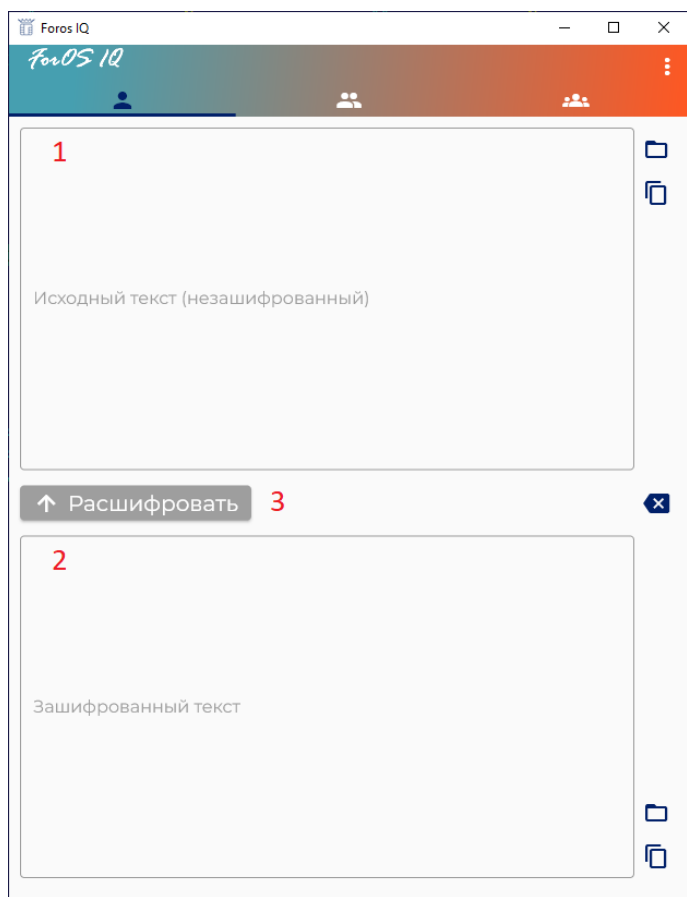 Foros IQ
ForOS IQ
1
Исходный текст (незашифрованный)
Расшифровать
3
2
Зашифрованный текст